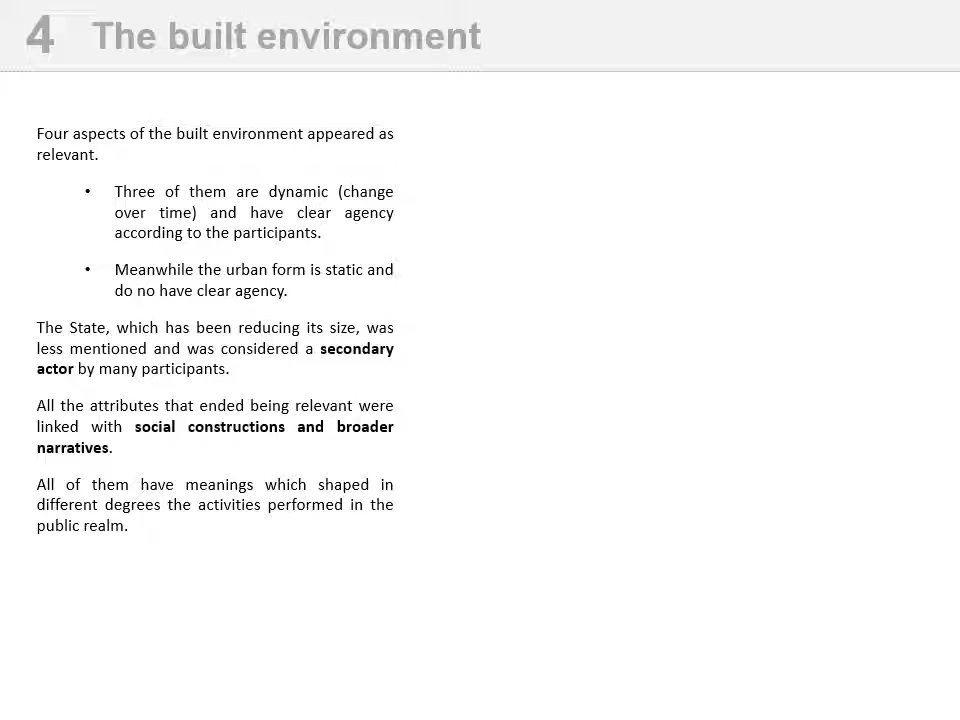 4 The built environment
Four aspects of the built environment appeared as
relevant.
• Three of them are dynamic (change
over time) and have clear agency
according to the participants.
• Meanwhile the urban form is static and
do no have clear agency.
The State, which has been reducing its size, was
less mentioned and was considered a secondary
actor by many participants.
All the attributes that ended being relevant were
linked with social constructions and broader
narratives.
All of them have meanings which shaped in
different degrees the activities performed in the
public realm.